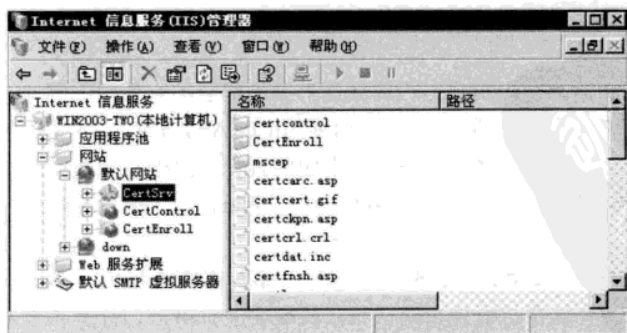 Internet 信息服务(IIS)管理器
文件(F) 操作(A) 查看(V) 窗口(W) 帮助(H)
Internet 信息服务
WIN2003-TWO(本地计算机)
应用程序池
网站
默认网站
CertSrv
CertControl
CertEnroll
down
Web 服务扩展
默认 SMTP 虚拟服务器
名称 路径
certcontrol
CertEnroll
mscep
certcarc.asp
certcert.gif
certckpn.asp
certcrl.crl
certdat.inc
certfnsh.asp